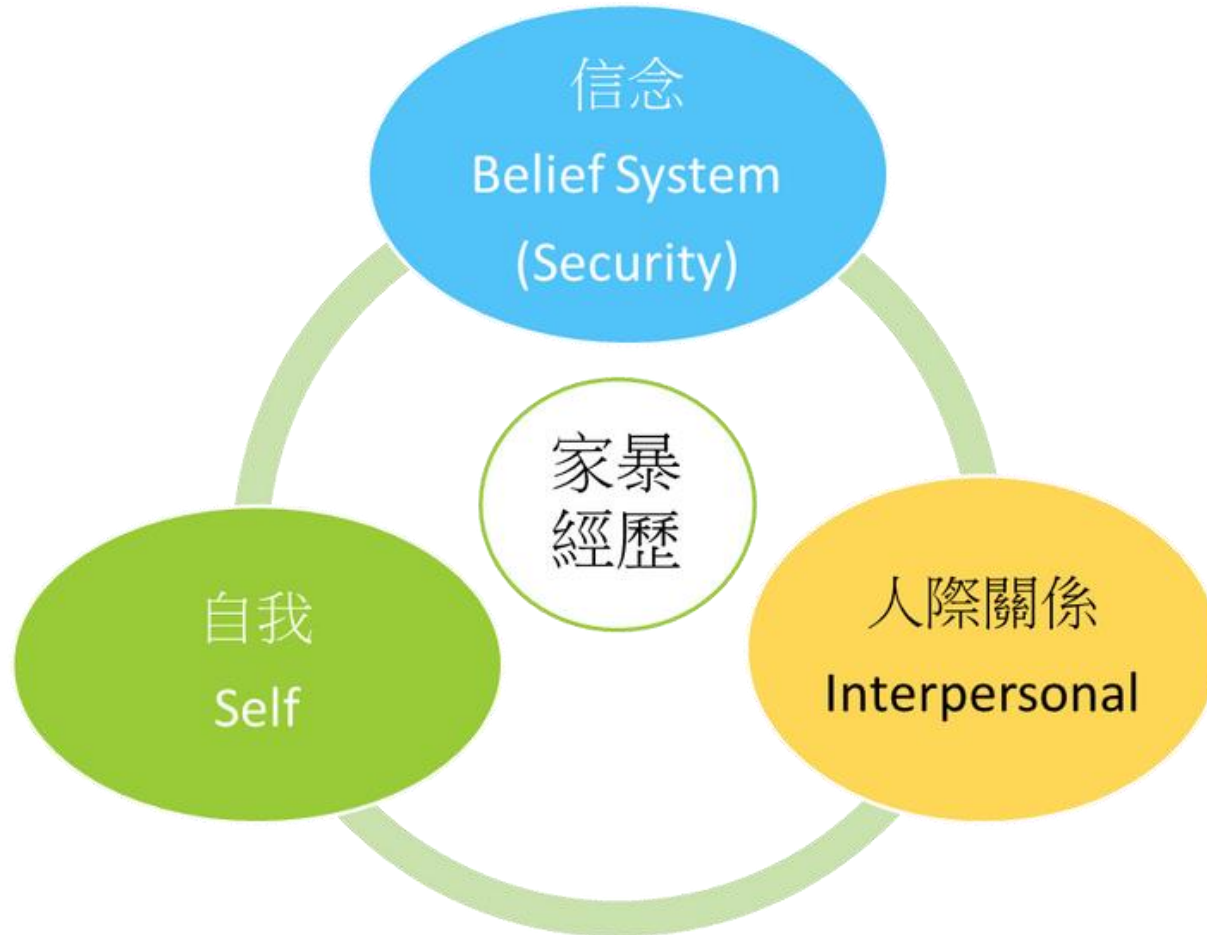 信念
Belief System
(Security)
家暴
經歷
自我
Self
人際關係
Interpersonal